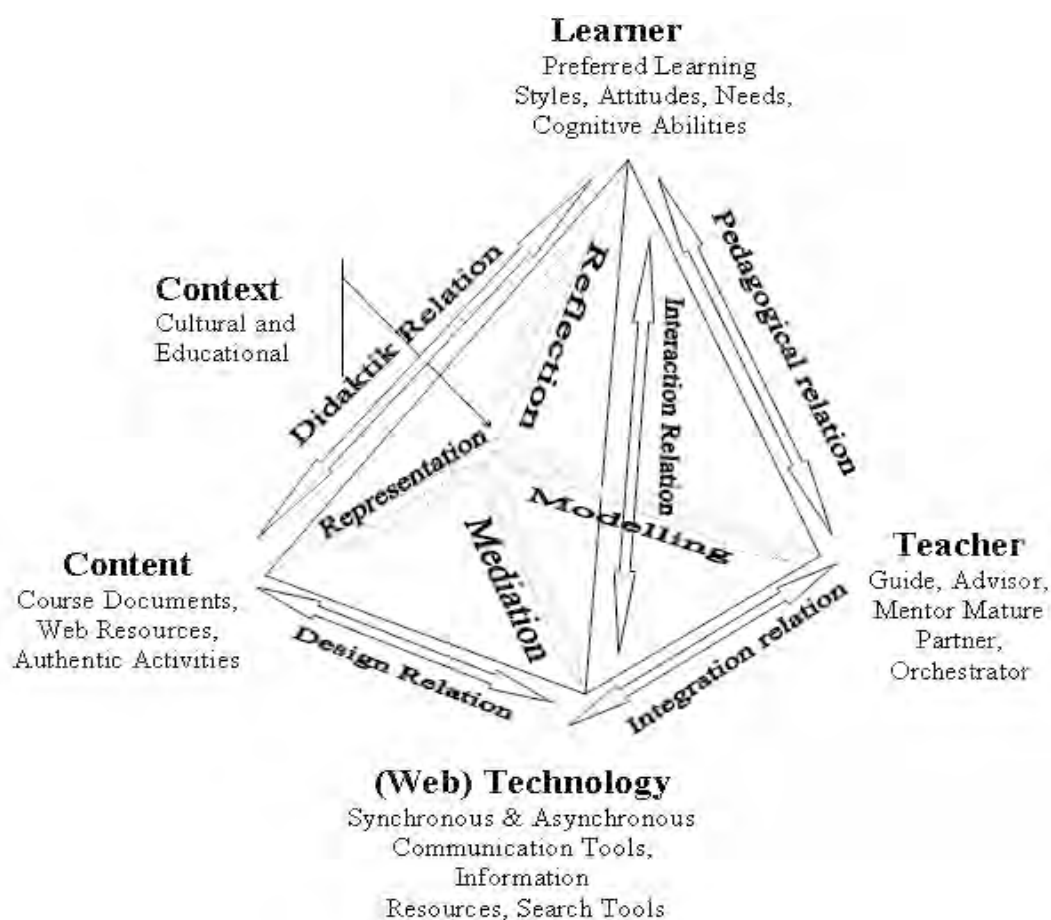 Learner
Preferred Learning
Styles, Attitudes, Needs,
Cognitive Abilities
Pedagogical relation
Reflection
Context
Cultural and
Educational
Didaktik Relation
Interaction Relation
Representation
Modelling
Mediation
Content
Course Documents,
Web Resources,
Authentic Activities
Teacher
Guide, Advisor,
Mentor Mature
Partner,
Orchestrator
Design Relation
Integration relation
(Web) Technology
Synchronous & Asynchronous
Communication Tools,
Information
Resources, Search Tools